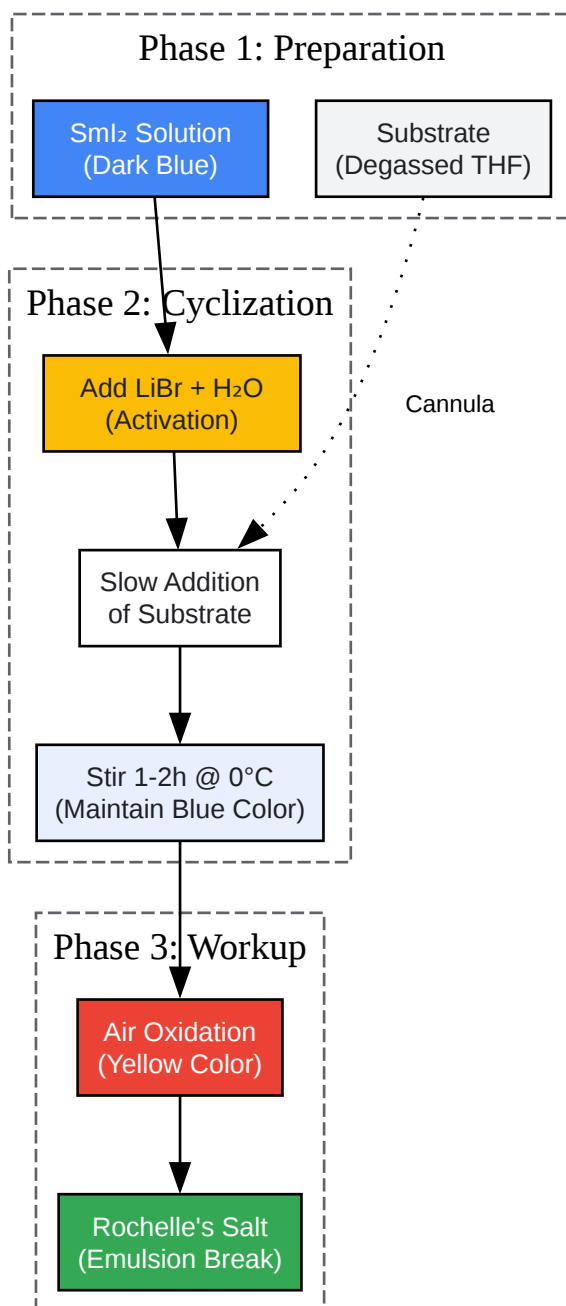 Phase 1: Preparation
SmI₂ Solution
(Dark Blue)
Substrate
(Degassed THF)
Phase 2: Cyclization
Add LiBr + H₂O
(Activation)
Cannula
Slow Addition
of Substrate
Stir 1-2h @ 0°C
(Maintain Blue Color)
Phase 3: Workup
Air Oxidation
(Yellow Color)
Rochelle's Salt
(Emulsion Break)